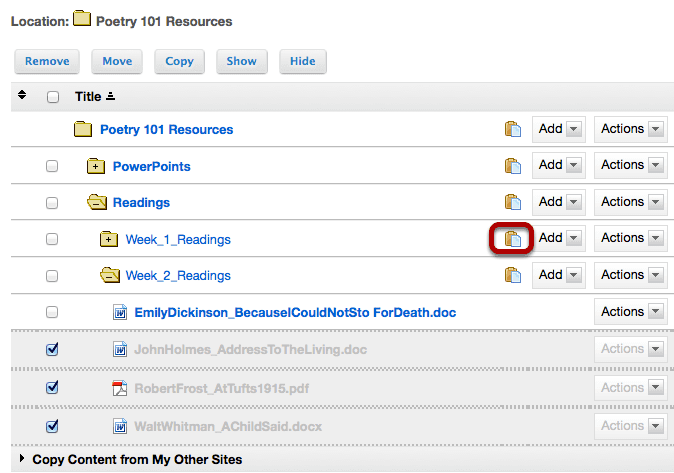 Location: Poetry 101 Resources
Remove Move Copy Show Hide
Title
Poetry 101 Resources Add Actions
PowerPoints Add Actions
Readings Add Actions
Week_1_Readings Add Actions
Week_2_Readings Add Actions
EmilyDickinson_BecauseICouldNotSto ForDeath.doc Actions
JohnHolmes_AddressToTheLiving.doc Actions
RobertFrost_AtTufts1915.pdf Actions
WaltWhitman_AChildSaid.docx Actions
Copy Content from My Other Sites